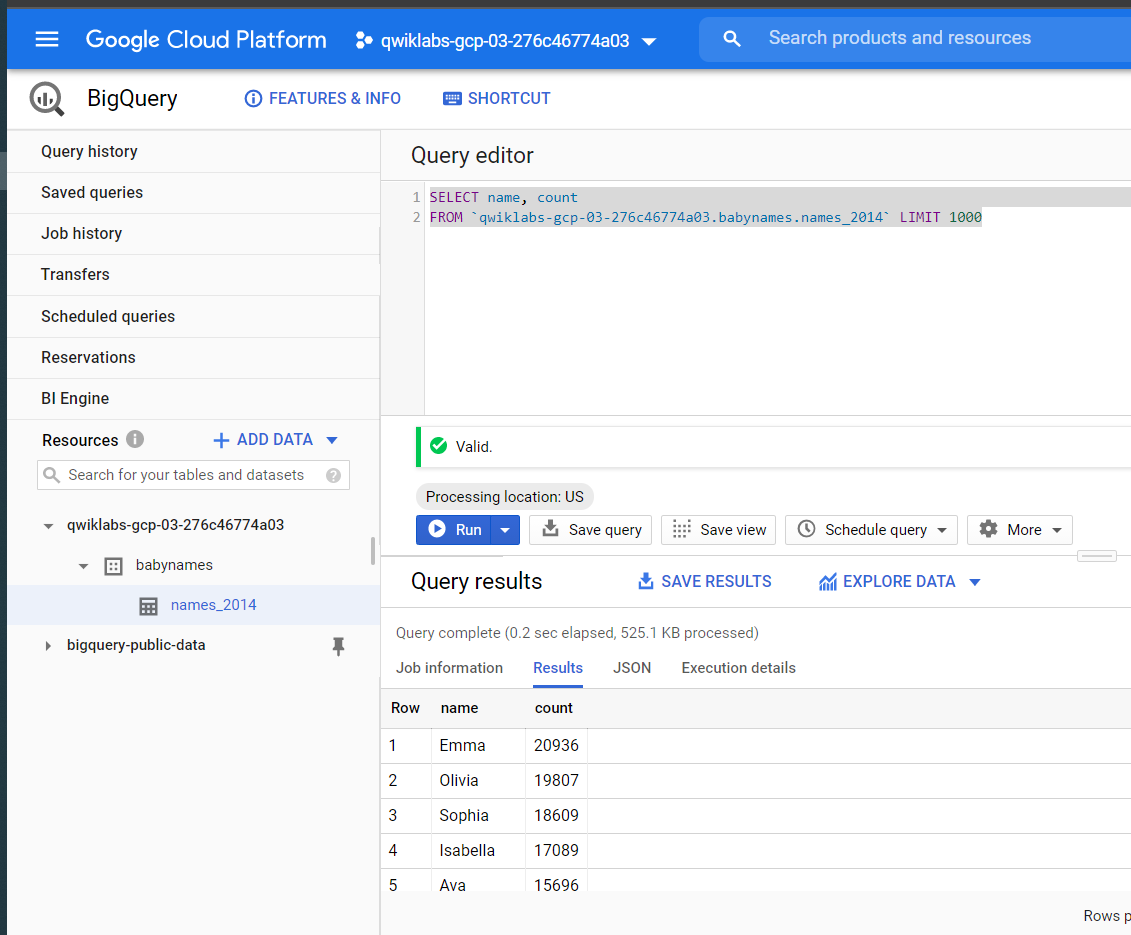 Google Cloud Platform qwiklabs-gcp-03-276c46774a03 Search products and resources
BigQuery FEATURES & INFO SHORTCUT
Query history
Saved queries
Job history
Transfers
Scheduled queries
Reservations
BI Engine
Resources ADD DATA
Search for your tables and datasets
qwiklabs-gcp-03-276c46774a03
babynames
names_2014
bigquery-public-data
Query editor
1 SELECT name, count
2 FROM `qwiklabs-gcp-03-276c46774a03.babynames.names_2014` LIMIT 1000
Valid.
Processing location: US
Run Save query Save view Schedule query More
Query results SAVE RESULTS EXPLORE DATA
Query complete (0.2 sec elapsed, 525.1 KB processed)
Job information Results JSON Execution details
Row name count
1 Emma 20936
2 Olivia 19807
3 Sophia 18609
4 Isabella 17089
5 Ava 15696
Rows p